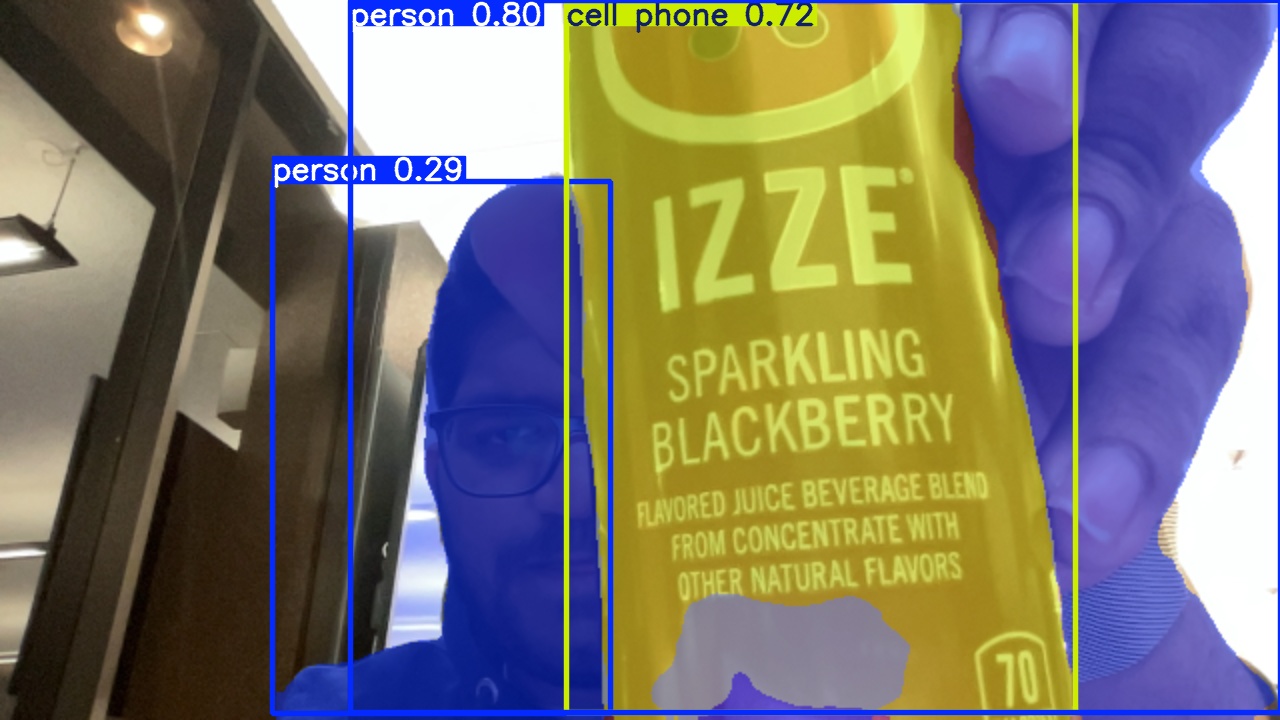 person 0.80
cell phone 0.72
person 0.29
IZZE®
SPARKLING
BLACKBERRY
FLAVORED JUICE BEVERAGE BLEND
FROM CONCENTRATE WITH
OTHER NATURAL FLAVORS
70